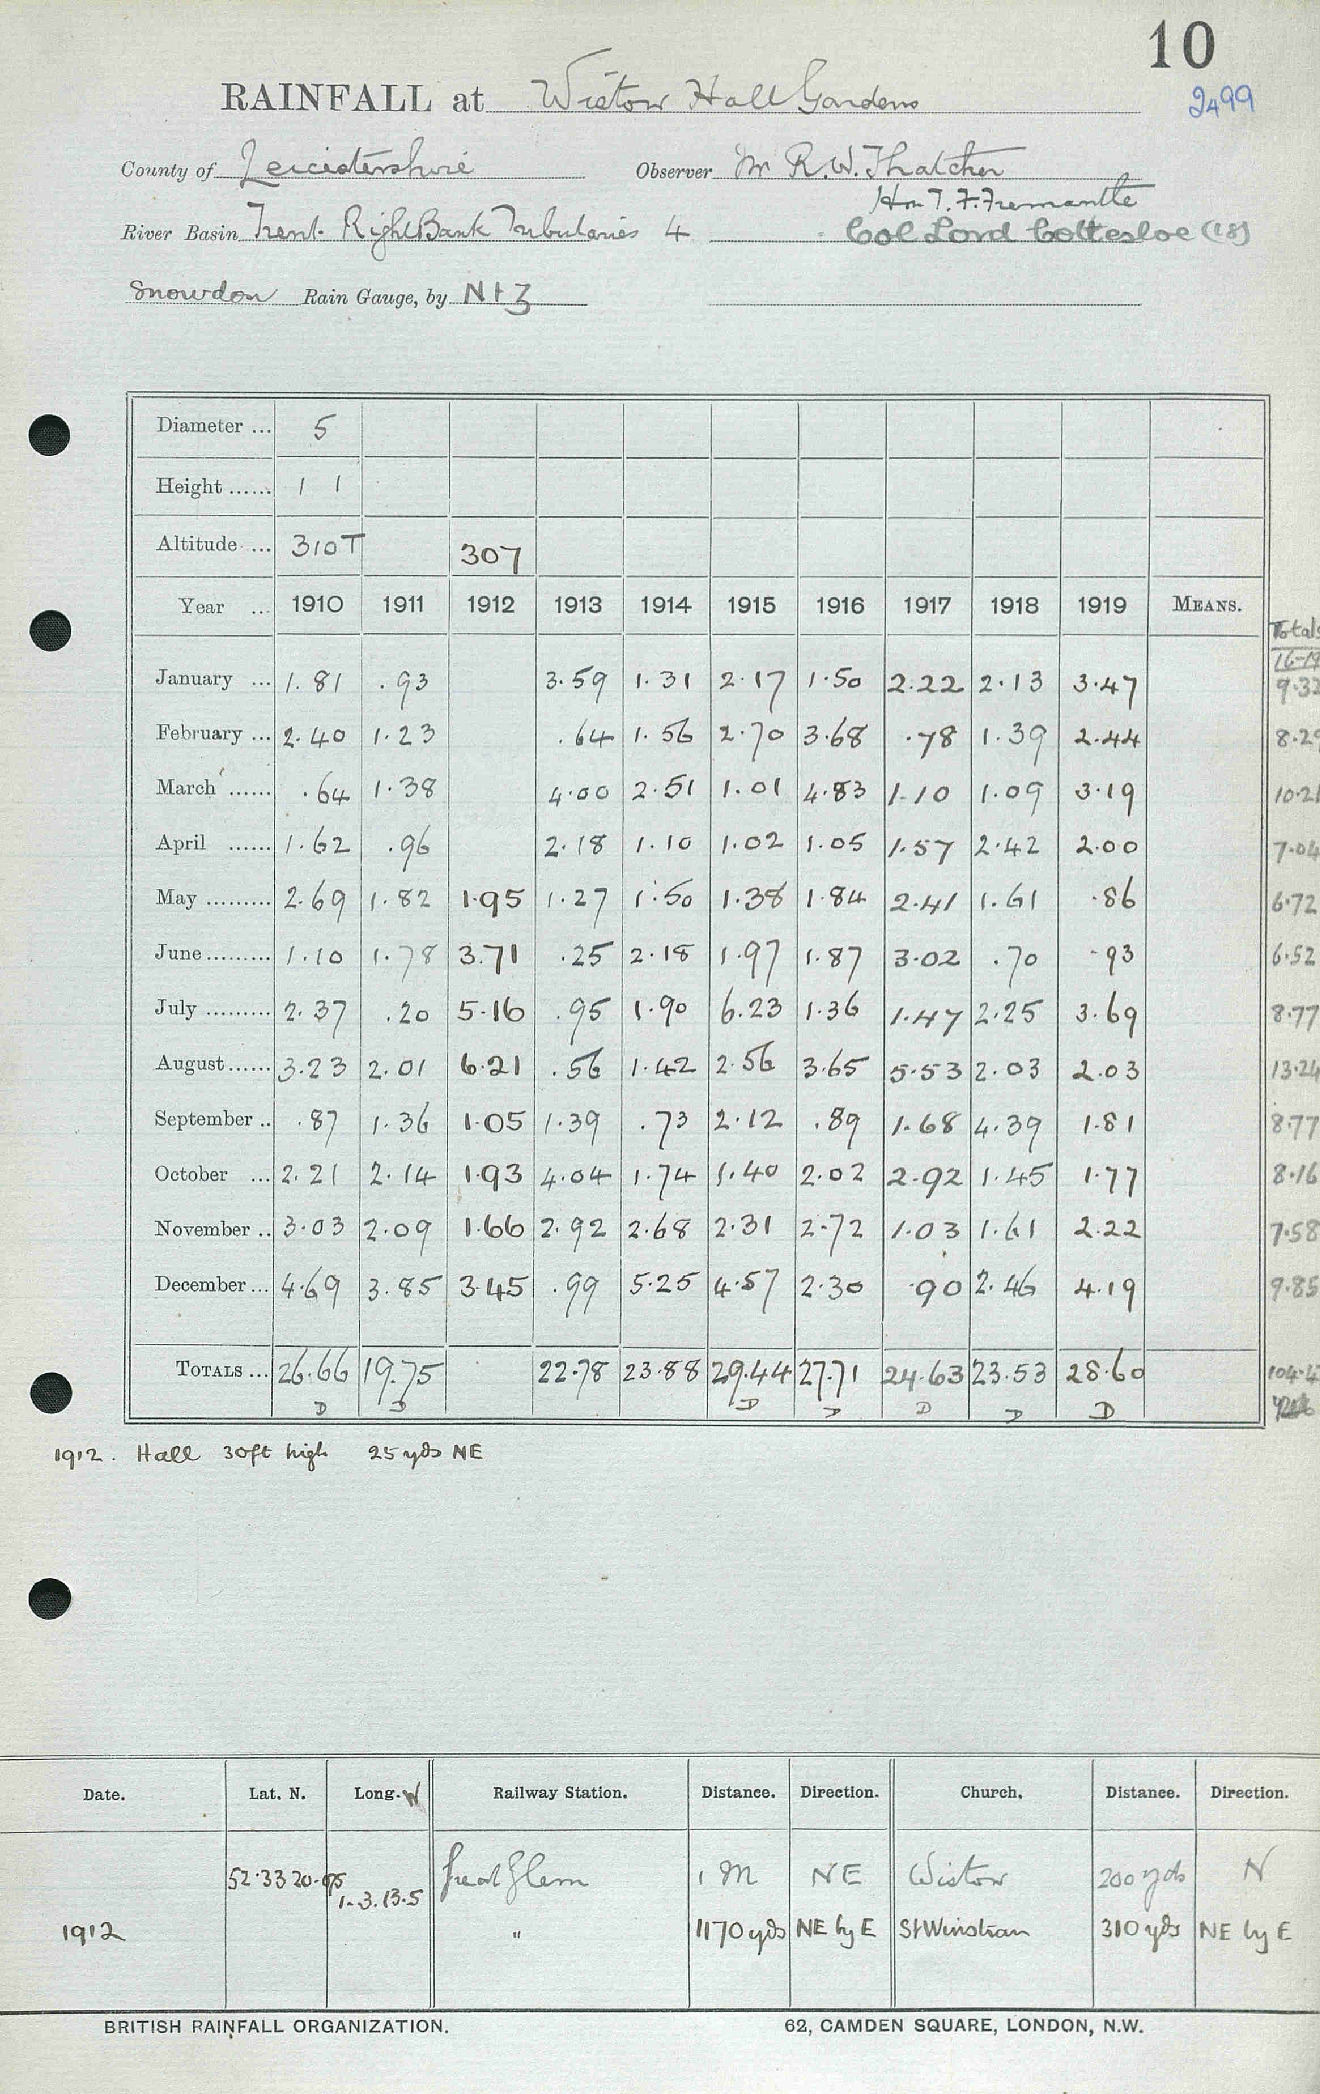 10
RAINFALL at Wistow Hall Gardens 2499
County of Leicestershire Observer Mr R.W. Thatcher
Hon T. F. Fremantle
River Basin Trent Right Bank Tributaries 4 Col Lord Cottesloe (18)
Snowdon Rain Gauge, by N+Z
Diameter ... 5
Height ...... 1 1
Altitude ... 310T 307
Year ... 1910 1911 1912 1913 1914 1915 1916 1917 1918 1919 MEANS. Totals
16-19
January ... 1.81 .93 3.59 1.31 2.17 1.50 2.22 2.13 3.47 9.32
February ... 2.40 1.23 .64 1.56 2.70 3.68 .78 1.39 2.44 8.29
March ...... .64 1.38 4.00 2.51 1.01 4.83 1.10 1.09 3.19 10.21
April ...... 1.62 .96 2.18 1.10 1.02 1.05 1.57 2.42 2.00 7.04
May ......... 2.69 1.82 1.95 1.27 1.50 1.38 1.84 2.41 1.61 .86 6.72
June ......... 1.10 1.78 3.71 .25 2.18 1.97 1.87 3.02 .70 .93 6.52
July ......... 2.37 .20 5.16 .95 1.90 6.23 1.36 1.47 2.25 3.69 8.77
August ...... 3.23 2.01 6.21 .56 1.42 2.56 3.65 5.53 2.03 2.03 13.24
September .. .87 1.36 1.05 1.39 .73 2.12 .89 1.68 4.39 1.81 8.77
October ... 2.21 2.14 1.93 4.04 1.74 1.40 2.02 2.92 1.45 1.77 8.16
November .. 3.03 2.09 1.66 2.92 2.68 2.31 2.72 1.03 1.61 2.22 7.58
December ... 4.69 3.85 3.45 .99 5.25 4.57 2.30 .90 2.46 4.19 9.85
TOTALS ... 26.66 19.75 22.78 23.88 29.44 27.71 24.63 23.53 28.60 104.4
D D D D D D D
1912. Hall 30ft high 25 yds NE
Date. Lat. N. Long. W Railway Station. Distance. Direction. Church. Distance. Direction.
52.33 20.95 1.3.13.5 Great Glen 1 M NE Wistow 200 yds N
1912 " 1170 yds NE by E St Winstran 310 yds NE by E
BRITISH RAINFALL ORGANIZATION. 62, CAMDEN SQUARE, LONDON, N.W.